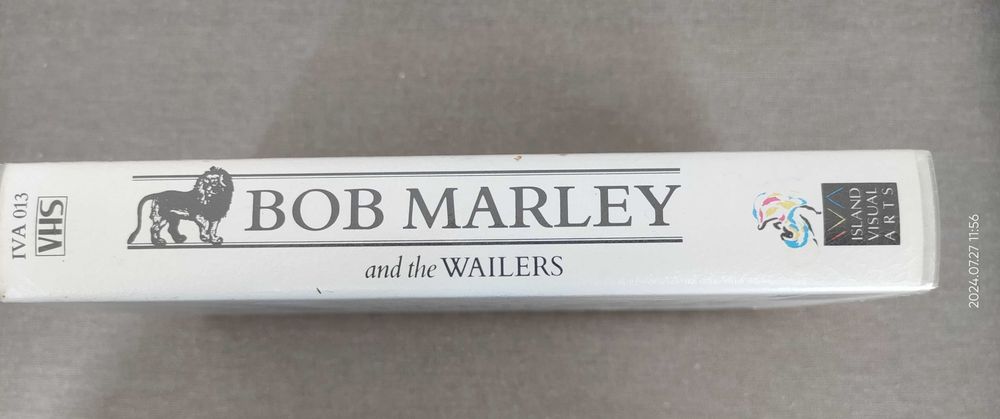 IVA 013
VHS
BOB MARLEY
and the WAILERS
IVA
ISLAND
VISUAL
ARTS
2024.07.27 11:56